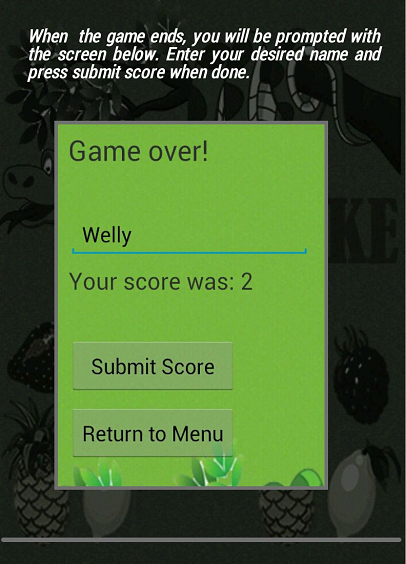 When the game ends, you will be prompted with
the screen below. Enter your desired name and
press submit score when done.
Game over!
Welly
KE
Your score was: 2
Submit Score
Return to Menu